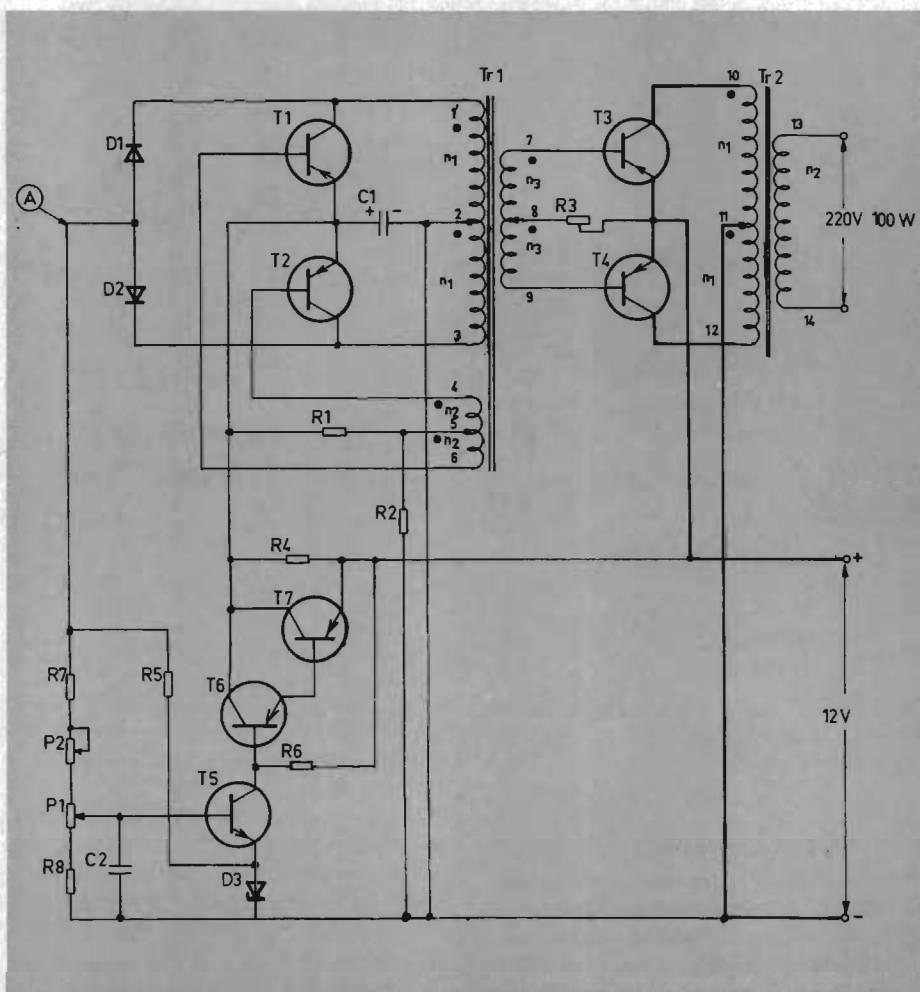 Tr 1
Tr 2
10
1
T1
T3
D1
n1
7
13
n1
n3
n2
A
C1
+
-
2
8
R3
11
220V 100W
n3
T2
T4
n1
n1
D2
9
14
12
3
4
n2
R1
5
n2
6
R2
R4
+
T7
R7
R5
T6
12V
P2
R6
T5
P1
R8
C2
D3
-